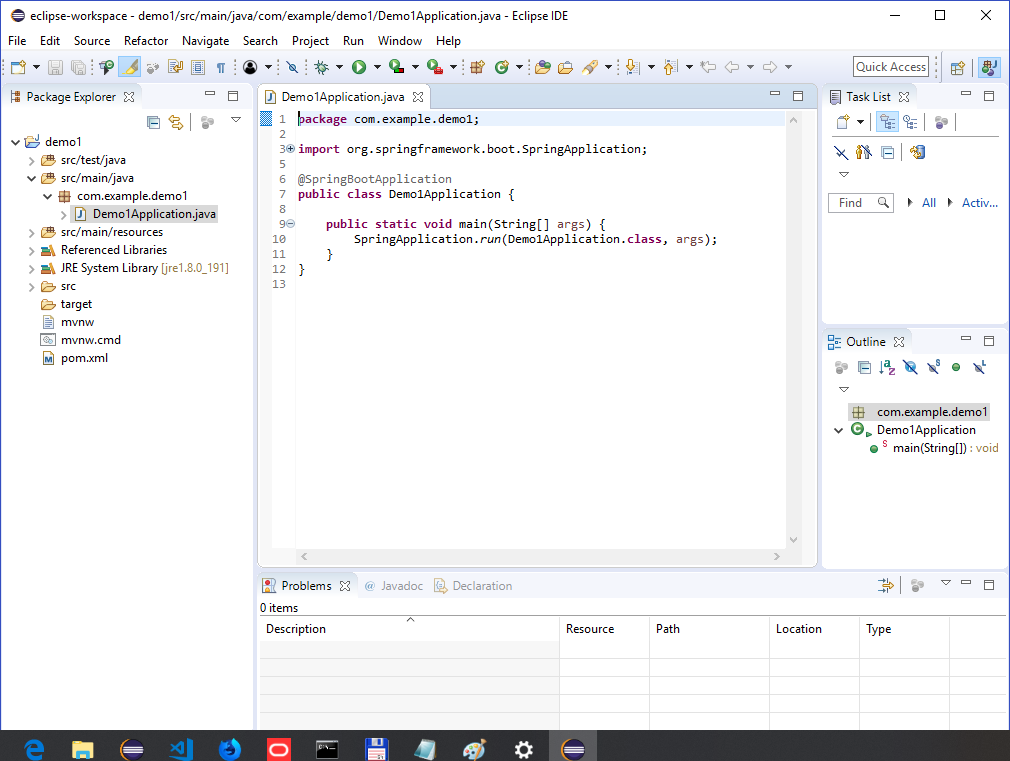 eclipse-workspace - demo1/src/main/java/com/example/demo1/Demo1Application.java - Eclipse IDE
File Edit Source Refactor Navigate Search Project Run Window Help
Quick Access
Package Explorer
demo1
src/test/java
src/main/java
com.example.demo1
Demo1Application.java
src/main/resources
Referenced Libraries
JRE System Library [jre1.8.0_191]
src
target
mvnw
mvnw.cmd
pom.xml
Demo1Application.java
1 package com.example.demo1;
2
3 import org.springframework.boot.SpringApplication;
5
6 @SpringBootApplication
7 public class Demo1Application {
8
9 public static void main(String[] args) {
10 SpringApplication.run(Demo1Application.class, args);
11 }
12 }
13
Task List
Find All Activ...
Outline
com.example.demo1
Demo1Application
main(String[]) : void
Problems @ Javadoc Declaration
0 items
Description Resource Path Location Type